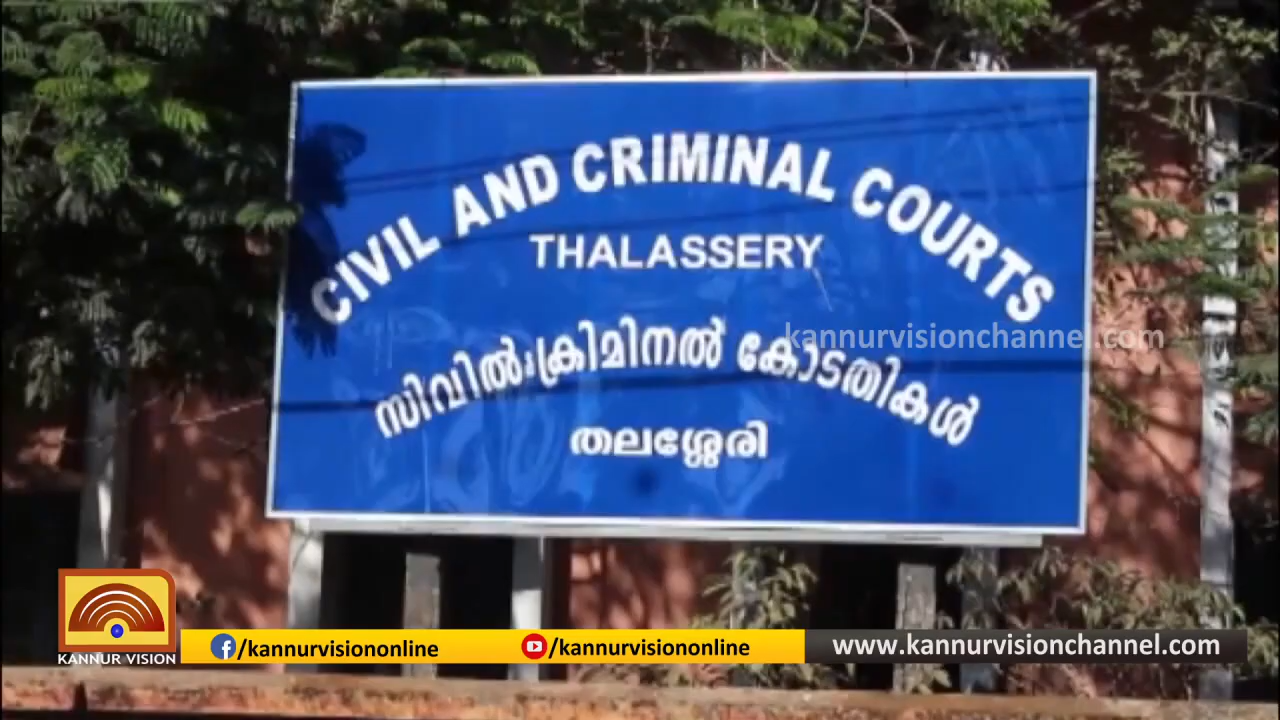 CIVIL AND CRIMINAL COURTS
THALASSERY
സിവിൽ,ക്രിമിനൽ കോടതികൾ
തലശ്ശേരി
kannurvisionchannel.com
KANNUR VISION
/kannurvisiononline
/kannurvisiononline
www.kannurvisionchannel.com